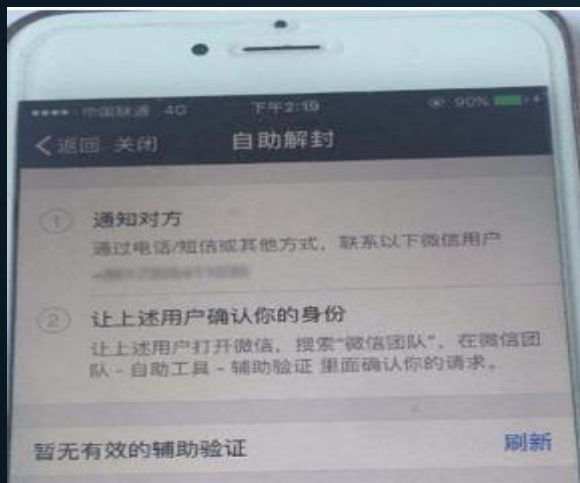 中国联通 4G 下午2:19 90%
返回 关闭 自助解封
1 通知对方
通过电话/短信或其他方式，联系以下微信用户
2 让上述用户确认你的身份
让上述用户打开微信，搜索“微信团队”，在微信团
队 - 自助工具 - 辅助验证 里面确认你的请求。
暂无有效的辅助验证 刷新